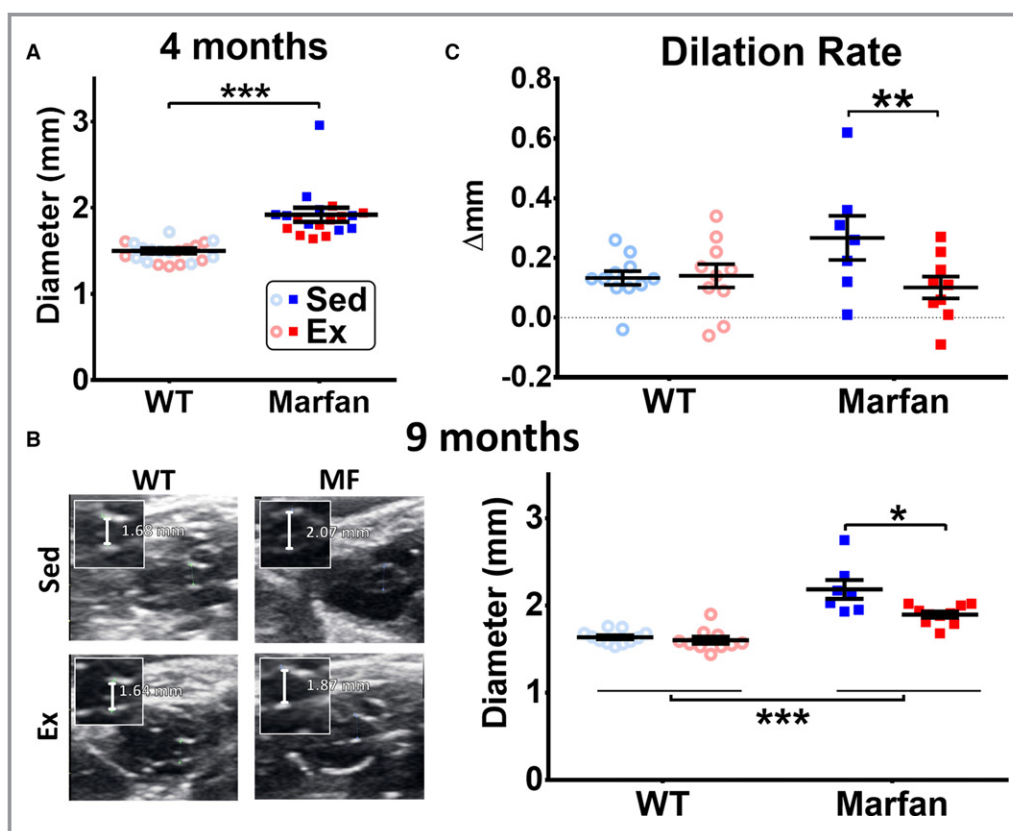 A
4 months
***
Diameter (mm)
3
2
1
0
Sed
Ex
WT
Marfan
C
Dilation Rate
**
Δmm
0.8
0.6
0.4
0.2
0.0
-0.2
WT
Marfan
B
9 months
WT
MF
Sed
1.68 mm
2.07 mm
Ex
1.64 mm
1.87 mm
Diameter (mm)
3
2
1
0
*
***
WT
Marfan